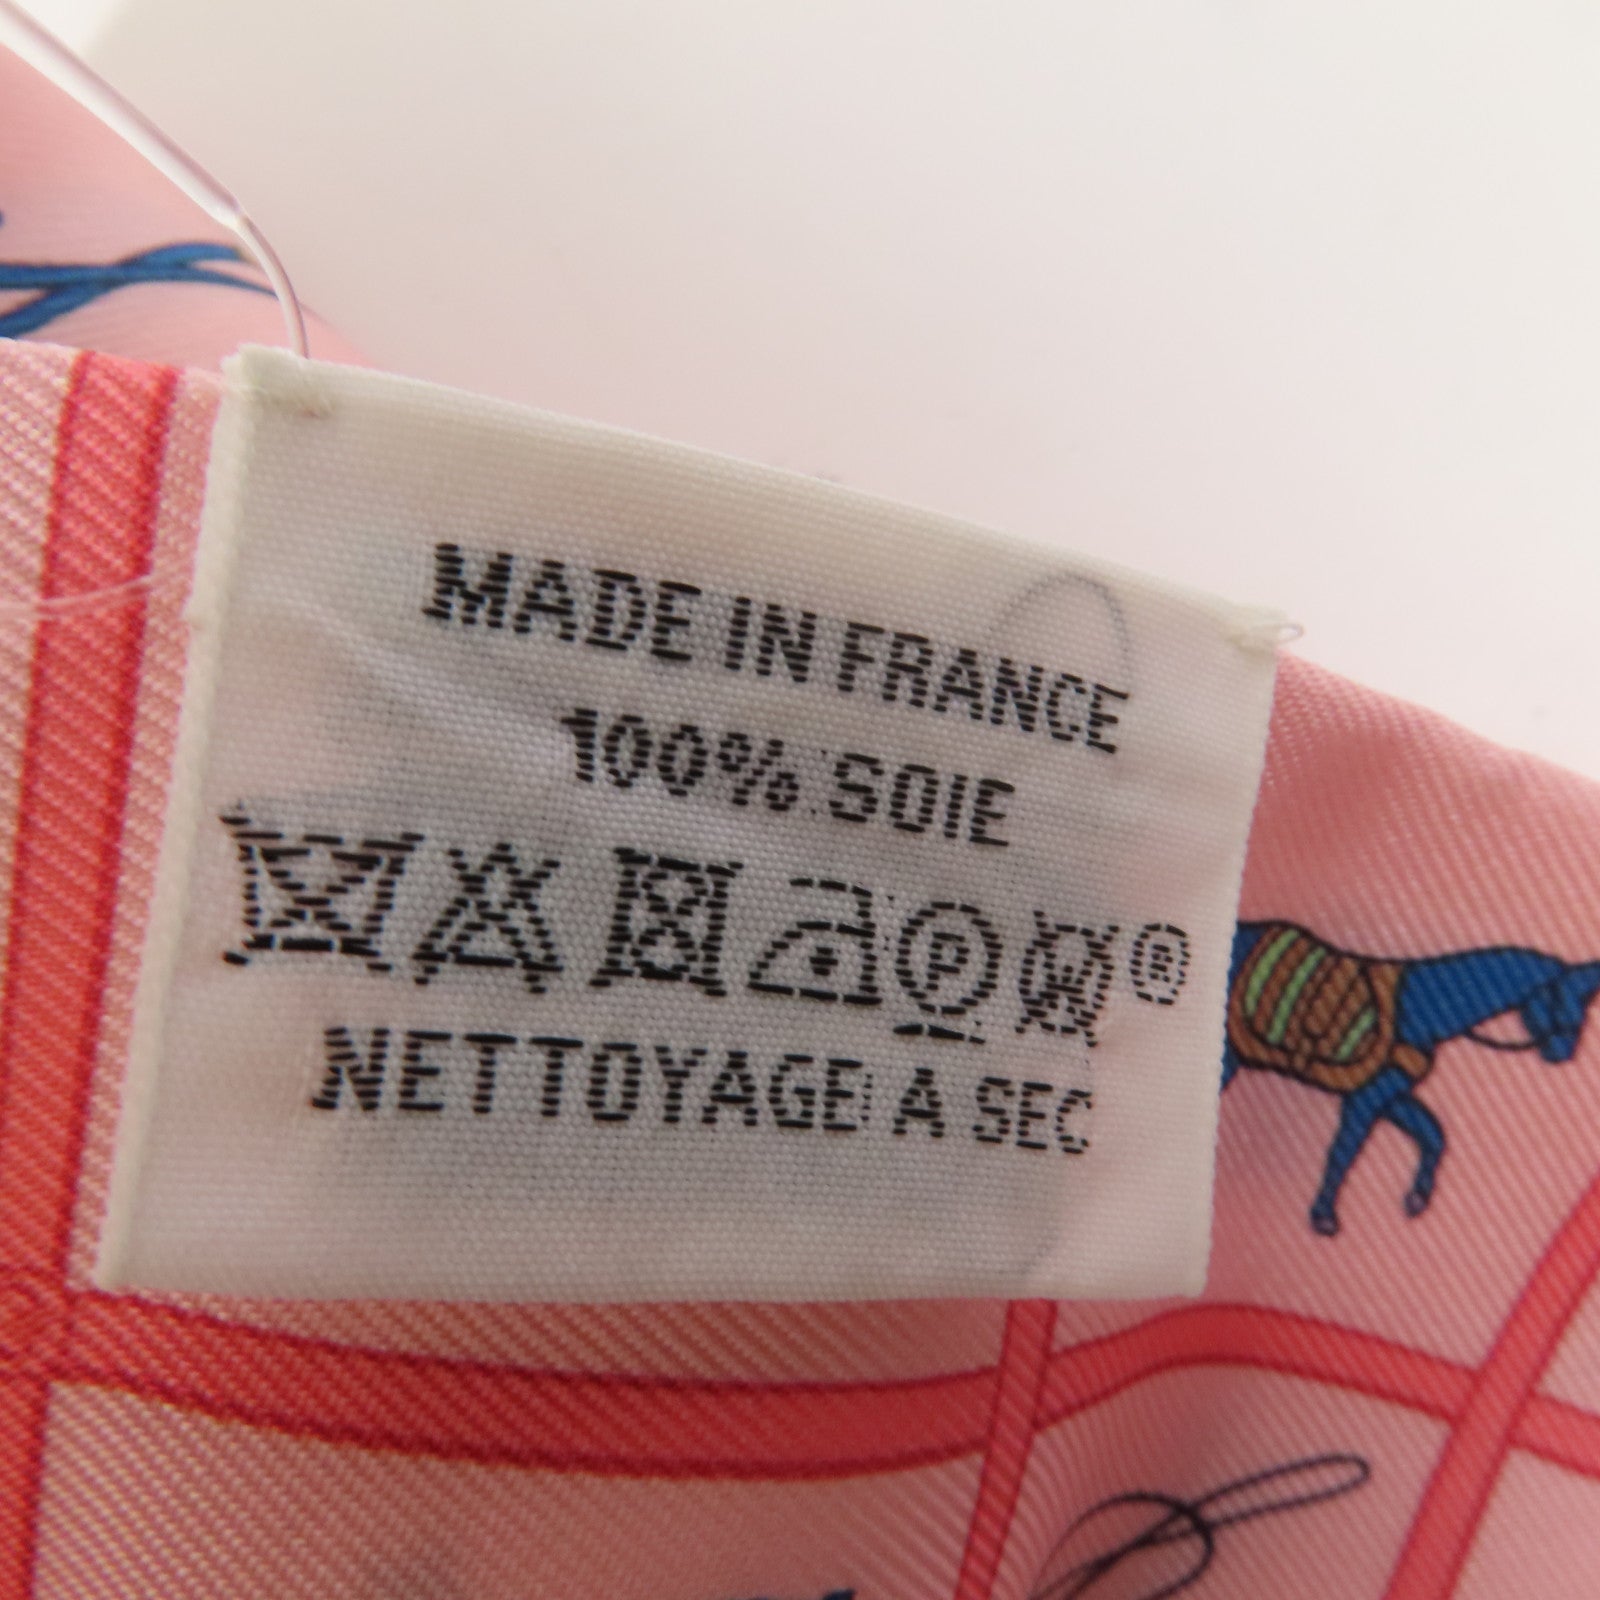 MADE IN FRANCE
100% SOIE
P W ®
NETTOYAGE A SEC